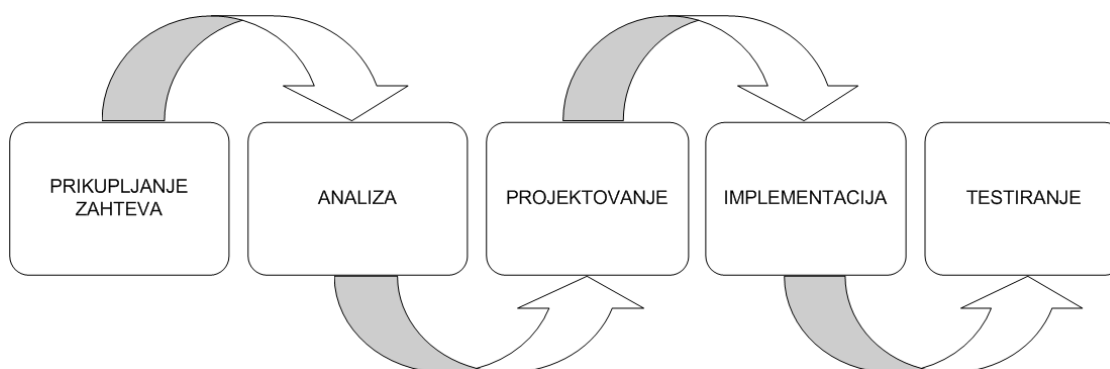 PRIKUPLJANJE
ZAHTEVA
ANALIZA
PROJEKTOVANJE
IMPLEMENTACIJA
TESTIRANJE